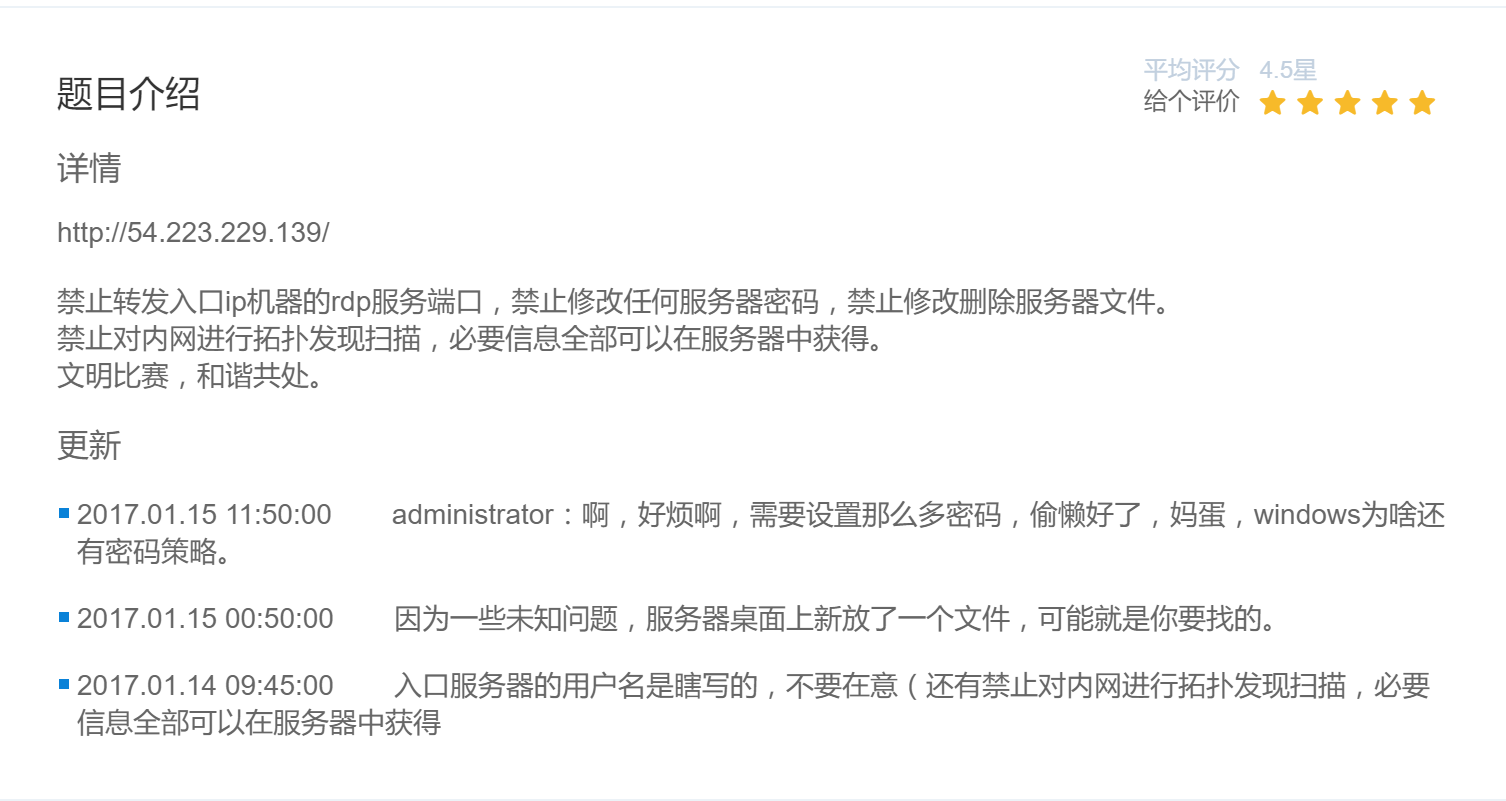 平均评分 4.5星
题目介绍
给个评价
详情
http://54.223.229.139/
禁止转发入口ip机器的rdp服务端口，禁止修改任何服务器密码，禁止修改删除服务器文件。
禁止对内网进行拓扑发现扫描，必要信息全部可以在服务器中获得。
文明比赛，和谐共处。
更新
2017.01.15 11:50:00 administrator：啊，好烦啊，需要设置那么多密码，偷懒好了，妈蛋，windows为啥还
有密码策略。
2017.01.15 00:50:00 因为一些未知问题，服务器桌面上新放了一个文件，可能就是你要找的。
2017.01.14 09:45:00 入口服务器的用户名是瞎写的，不要在意（还有禁止对内网进行拓扑发现扫描，必要
信息全部可以在服务器中获得